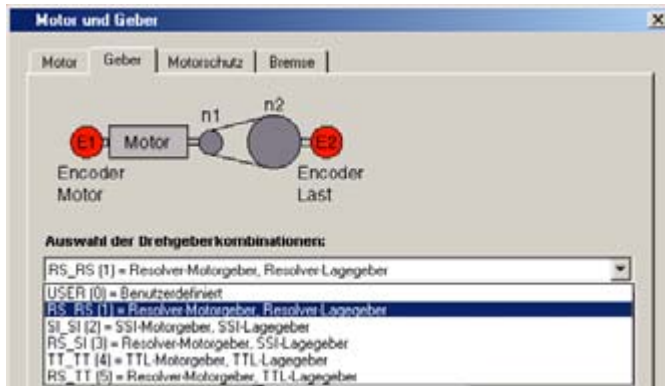 Motor und Geber
Motor Geber Motorschutz Bremse
n1 n2
E1 Motor E2
Encoder Encoder
Motor Last
Auswahl der Drehgeberkombinationen:
RS_RS (1) = Resolver-Motorgeber, Resolver-Lagegeber
USER (0) = Benutzerdefiniert
RS_RS (1) = Resolver-Motorgeber, Resolver-Lagegeber
SI_SI (2) = SSI-Motorgeber, SSI-Lagegeber
RS_SI (3) = Resolver-Motorgeber, SSI-Lagegeber
TT_TT (4) = TTL-Motorgeber, TTL-Lagegeber
RS_TT (5) = Resolver-Motorgeber, TTL-Lagegeber